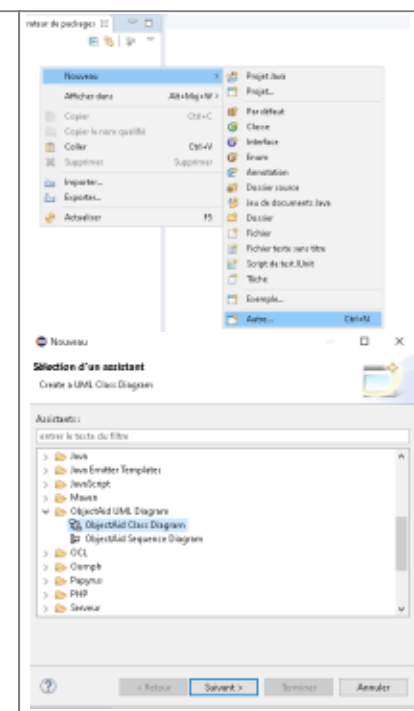 rateur de packages
Nouveau >
Afficher dans Alt+Maj+W >
Copier Ctrl+C
Copier le nom qualifié
Coller Ctrl+V
Supprimer Supprimer
Importer...
Exporter...
Actualiser F5
Projet Java
Projet...
Par défaut
Classe
Interface
Enum
Annotation
Dossier source
Jeu de documents Java
Dossier
Fichier
Fichier texte sans titre
Script de test JUnit
Tâche
Exemple...
Autre... Ctrl+N
Nouveau
Sélection d'un assistant
Create a UML Class Diagram
Assistants :
entrer le texte du filtre
> Java
> Java Emitter Templates
> JavaScript
> Maven
ObjectAid UML Diagram
ObjectAid Class Diagram
ObjectAid Sequence Diagram
> OCL
> Oomph
> Papyrus
> PHP
> Serveur
< Retour Suivant > Terminer Annuler